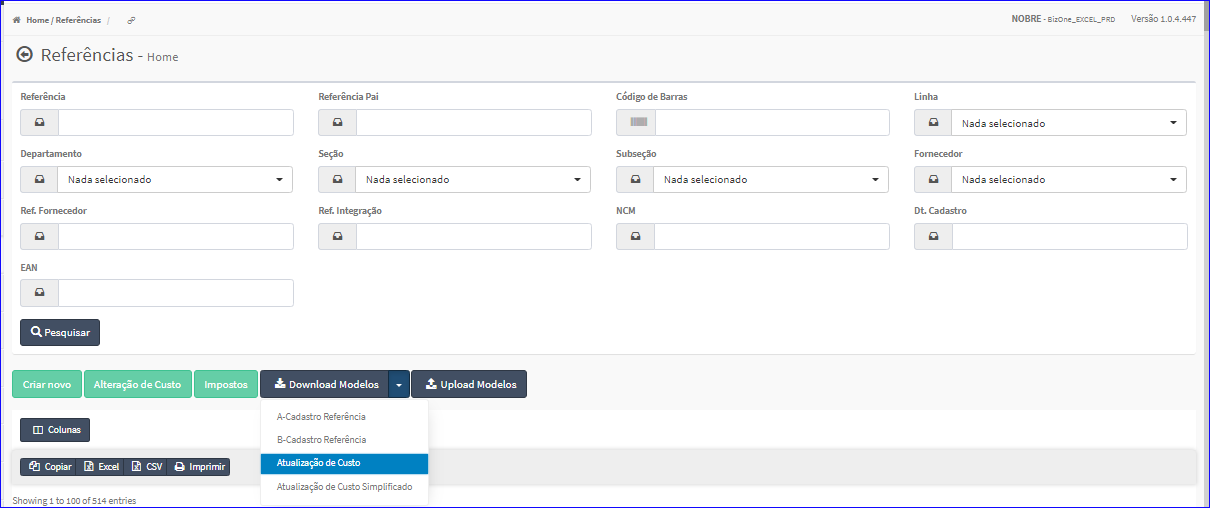 Home / Referências /
NOBRE - BizOne_EXCEL_PRD Versão 1.0.4.447
Referências - Home
Referência Referência Pai Código de Barras Linha
Nada selecionado
Departamento Seção Subseção Fornecedor
Nada selecionado Nada selecionado Nada selecionado Nada selecionado
Ref. Fornecedor Ref. Integração NCM Dt. Cadastro
EAN
Pesquisar
Criar novo Alteração de Custo Impostos Download Modelos Upload Modelos
A-Cadastro Referência
Colunas
B-Cadastro Referência
Atualização de Custo
Copiar Excel CSV Imprimir
Atualização de Custo Simplificado
Showing 1 to 100 of 514 entries